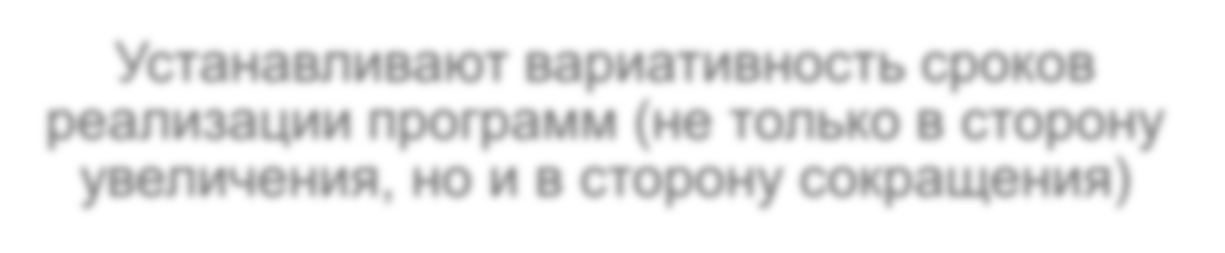 Устанавливают вариативность сроков
реализации программ (не только в сторону
увеличения, но и в сторону сокращения)